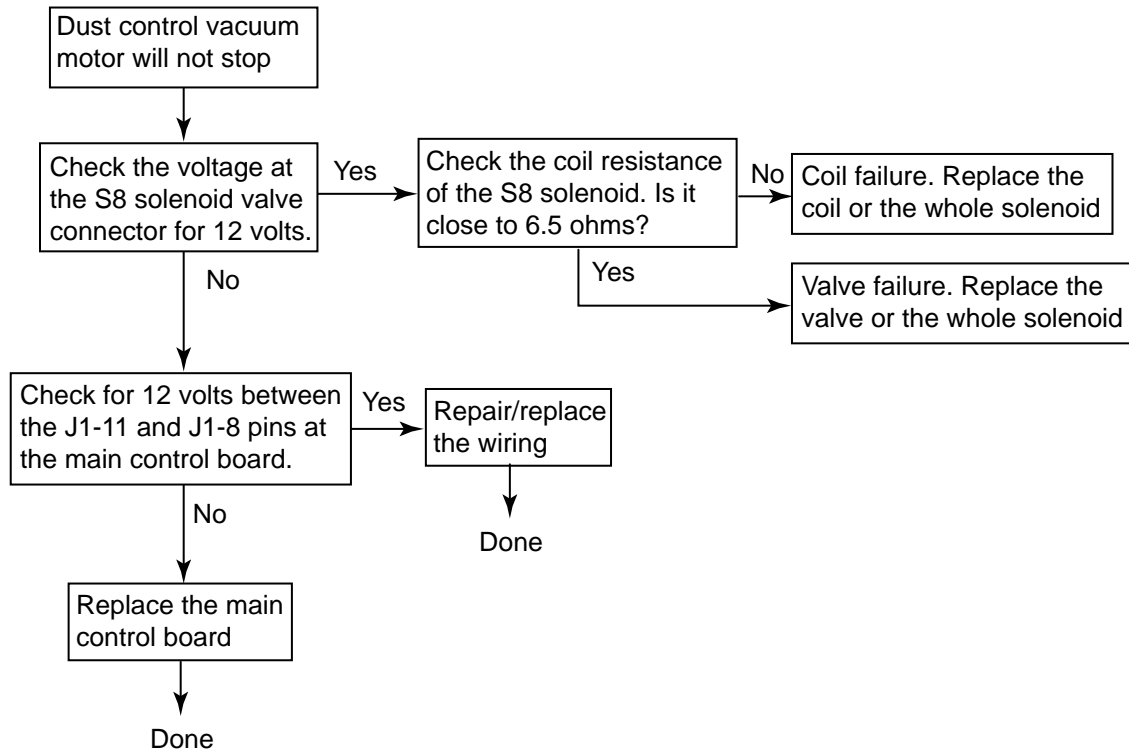 Dust control vacuum
motor will not stop
Check the voltage at
the S8 solenoid valve
connector for 12 volts.
Yes
Check the coil resistance
of the S8 solenoid. Is it
close to 6.5 ohms?
No
Coil failure. Replace the
coil or the whole solenoid
Yes
Valve failure. Replace the
valve or the whole solenoid
No
Check for 12 volts between
the J1-11 and J1-8 pins at
the main control board.
Yes
Repair/replace
the wiring
Done
No
Replace the main
control board
Done